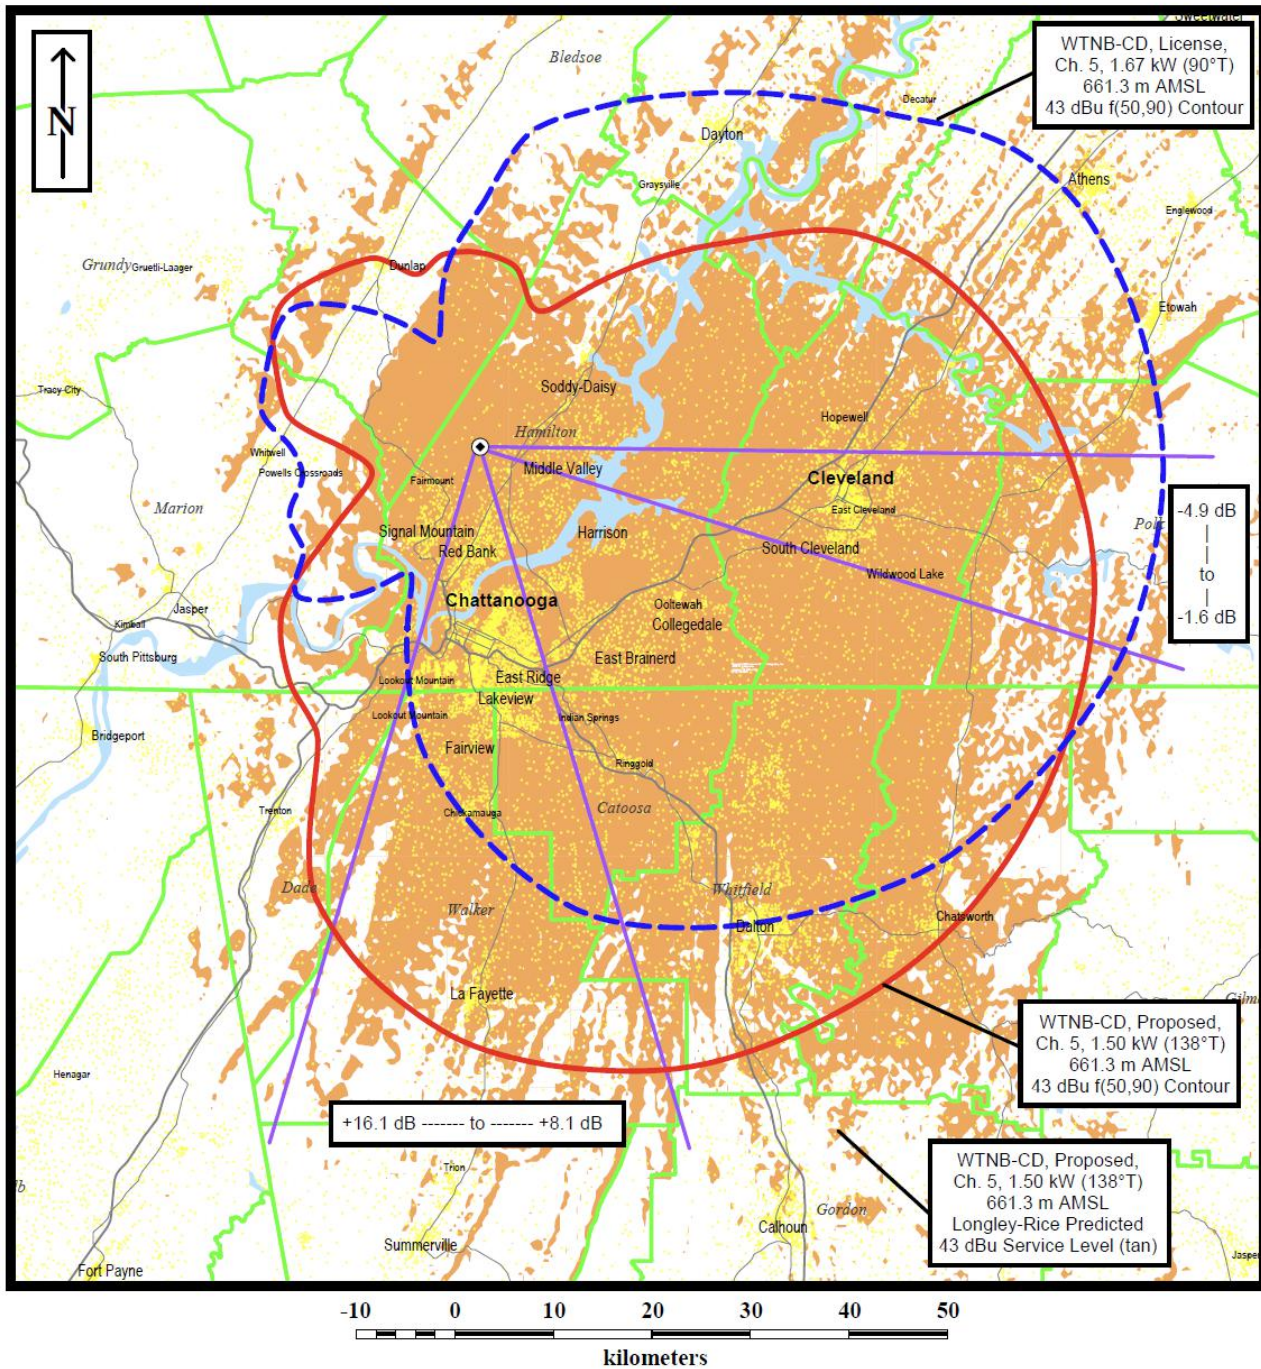 Sweetwater
WTNB-CD, License,
Ch. 5, 1.67 kW (90°T)
661.3 m AMSL
43 dBu f(50,90) Contour
N
Bledsoe
Decatur
Dayton
Athens
Graysville
Englewood
Grundy
Gruetli-Laager
Dunlap
Etowah
Tracy City
Soddy-Daisy
Hopewell
Hamilton
Whitwell
Middle Valley
Powells Crossroads
Fairmount
Cleveland
Marion
East Cleveland
Signal Mountain
Harrison
Polk
-4.9 dB
|
|
to
|
-1.6 dB
Red Bank
South Cleveland
Wildwood Lake
Chattanooga
Ooltewah
Jasper
Collegedale
Kimball
South Pittsburg
East Brainerd
Lookout Mountain
East Ridge
Lakeview
Lookout Mountain
Indian Springs
Bridgeport
Fairview
Ringgold
Trenton
Chickamauga
Catoosa
Dade
Whitfield
Walker
Chatsworth
Dalton
La Fayette
Gilm
WTNB-CD, Proposed,
Ch. 5, 1.50 kW (138°T)
661.3 m AMSL
43 dBu f(50,90) Contour
Henagar
+16.1 dB ------- to ------- +8.1 dB
WTNB-CD, Proposed,
Ch. 5, 1.50 kW (138°T)
661.3 m AMSL
Longley-Rice Predicted
43 dBu Service Level (tan)
Trion
lb
Gordon
Calhoun
Summerville
Jasper
Fort Payne
-10 0 10 20 30 40 50
kilometers